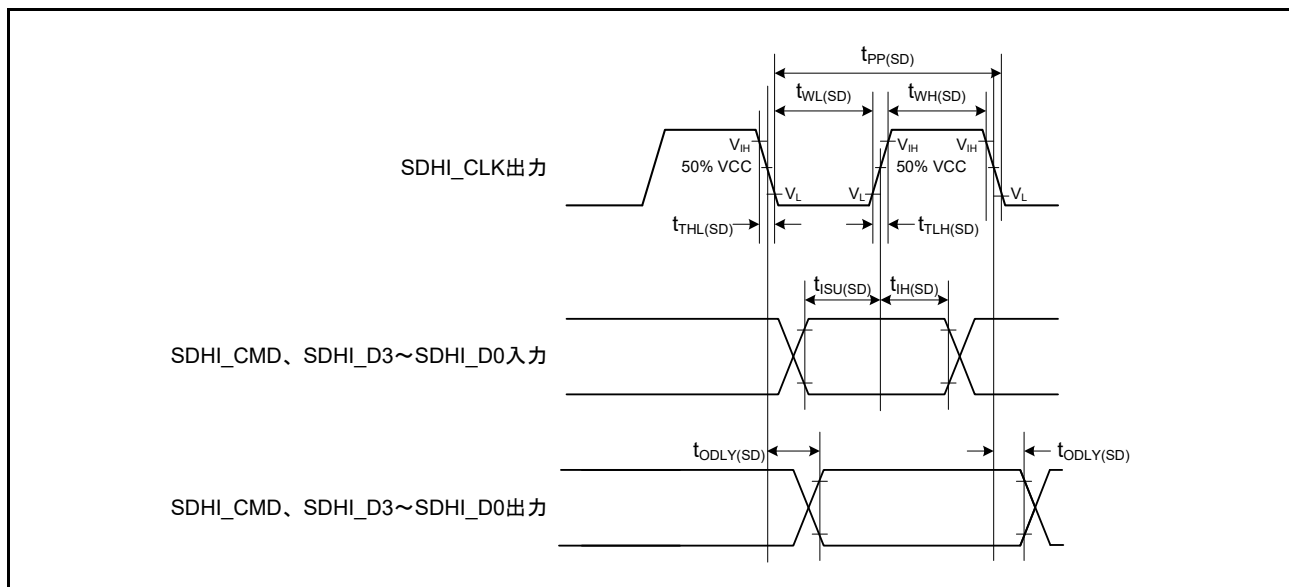 tPP(SD)
tWL(SD)
tWH(SD)
SDHI_CLK出力
VIH
50% VCC
VL
VL
VIH
50% VCC
VIH
VL
tTHL(SD)
tTLH(SD)
tISU(SD)
tIH(SD)
SDHI_CMD、SDHI_D3～SDHI_D0入力
tODLY(SD)
tODLY(SD)
SDHI_CMD、SDHI_D3～SDHI_D0出力